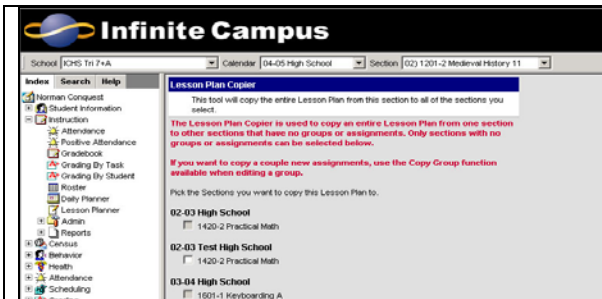 Infinite Campus
School ICHS Tri 7+A Calendar 04-05 High School Section 02) 1201-2 Medieval History 11
Index Search Help
Norman Conquest
Student Information
Instruction
Attendance
Positive Attendance
Gradebook
Grading By Task
Grading By Student
Roster
Daily Planner
Lesson Planner
Admin
Reports
Census
Behavior
Health
Attendance
Scheduling
Lesson Plan Copier
This tool will copy the entire Lesson Plan from this section to all of the sections you
select.
The Lesson Plan Copier is used to copy an entire Lesson Plan from one section
to other sections that have no groups or assignments. Only sections with no
groups or assignments can be selected below.
If you want to copy a couple new assignments, use the Copy Group function
available when editing a group.
Pick the Sections you want to copy this Lesson Plan to.
02-03 High School
1420-2 Practical Math
02-03 Test High School
1420-2 Practical Math
03-04 High School
1601-1 Keyboarding A